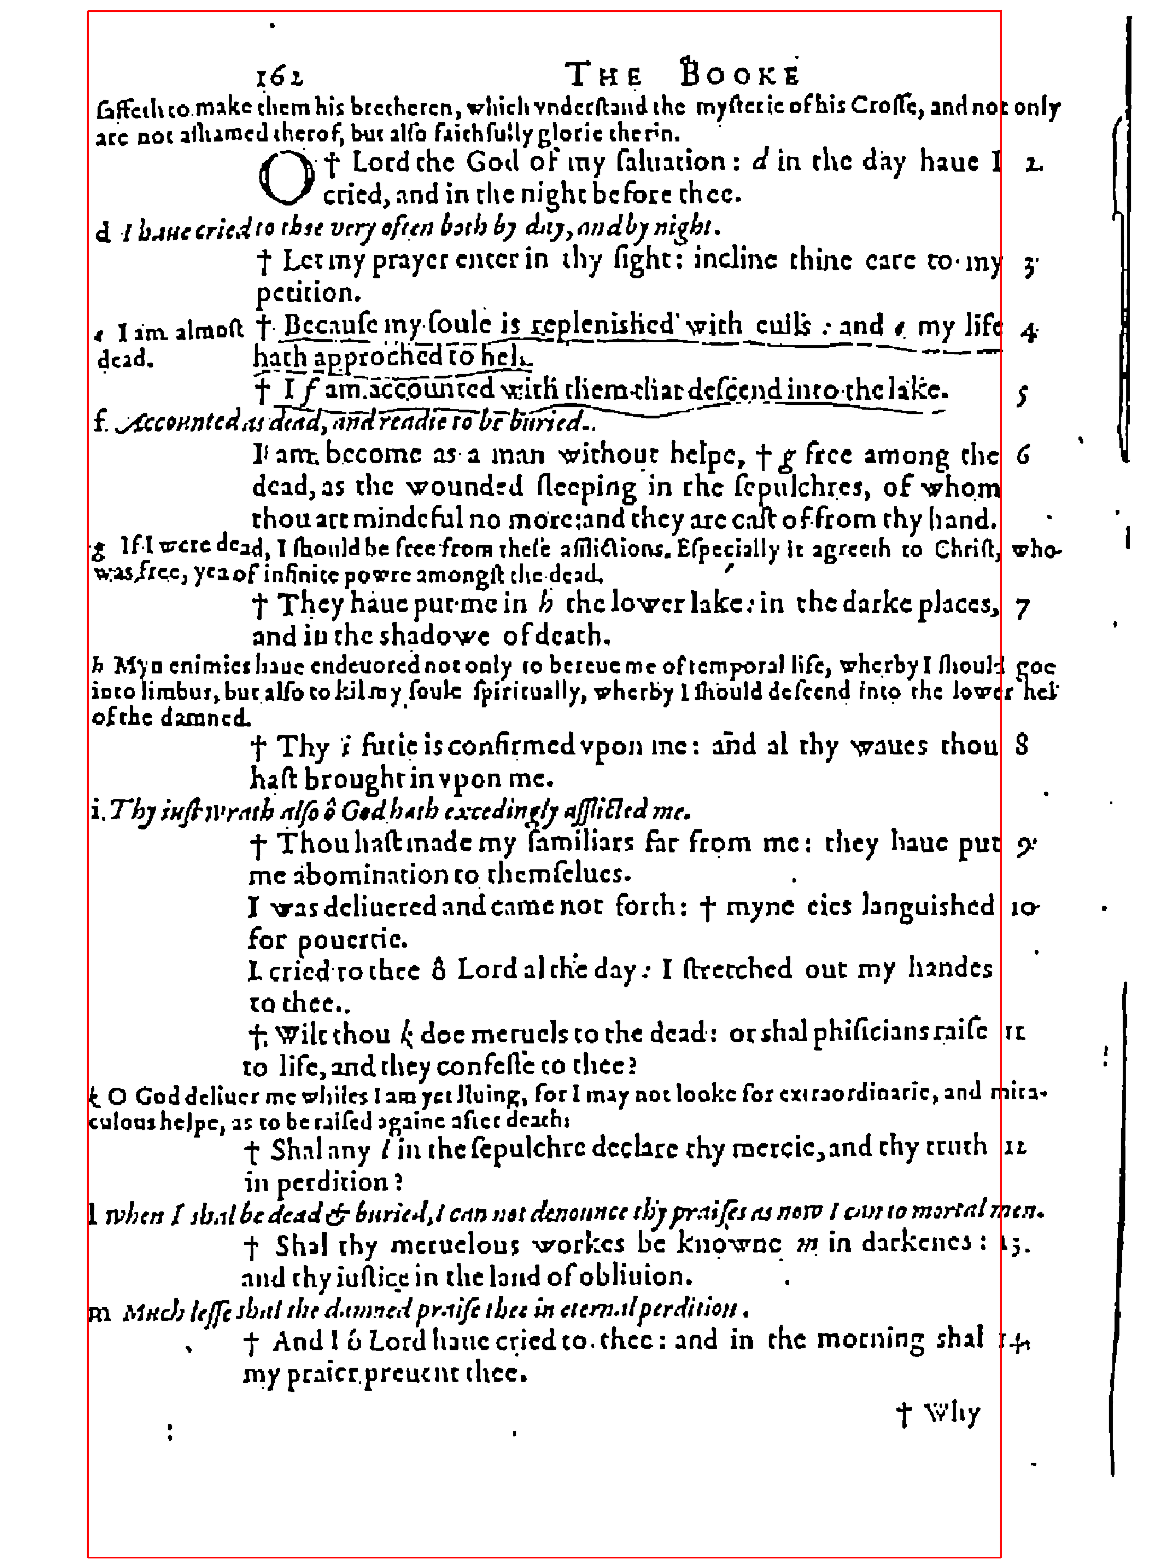 162 THE BOOKE
saffeth to make them his bretheren, which vnderstand the mysterie of his Crosse, and not only
are not ashamed therof, but also faithfully glorie therin.
O † Lord the God of my saluation: d in the day haue I 2
cried, and in the night before thee.
d I haue cried to thee very often both by day, and by night.
† Let my prayer enter in thy sight: incline thine eare to my 3
petition.
† Because my soule is replenished with euils: and e my life 4
hath approched to hel.
e I am almost
dead.
† I f am accounted with them that descend into the lake. 5
f. Accounted as dead, and readie to be buried.
I am become as a man without helpe, † g free among the 6
dead, as the wounded sleeping in the sepulchres, of whom
thou art mindeful no more: and they are cast of from thy hand.
g If I were dead, I should be free from these afflictions. Especially it agreeth to Christ, who
was free, yea of infinite powre amongst the dead.
† They haue put me in h the lower lake: in the darke places, 7
and in the shadowe of death.
h Myn enimies haue endeuored not only to bereue me of temporal life, wherby I should goe
into limbus, but also to kil my soule spiritually, wherby I should descend into the lower hel
of the damned.
† Thy i furie is confirmed vpon me: and al thy waues thou 8
hast brought in vpon me.
i. Thy iust wrath also ô God hath excedingly afflicted me.
† Thou hast made my familiars far from me: they haue put 9
me abomination to themselues.
I was deliuered and came not forth: † myne eies languished 10
for pouertie.
I cried to thee ô Lord al the day: I stretched out my handes
to thee.
† Wilt thou k doe meruels to the dead: or shal phisicians raise 11
to life, and they confesse to thee?
k O God deliuer me whiles I am yet liuing, for I may not looke for extraordinarie, and mira-
culous helpe, as to be raised againe after death:
† Shal any l in the sepulchre declare thy mercie, and thy truth 12
in perdition?
l When I shal be dead & buried, I can not denounce thy praises as now I can to mortal men.
† Shal thy meruelous workes be knowne m in darkenes: 13.
and thy iustice in the land of obliuion.
m Much lesse shal the damned praise thee in eternal perdition.
† And I ô Lord haue cried to thee: and in the morning shal 14
my praier preuent thee.
† Why